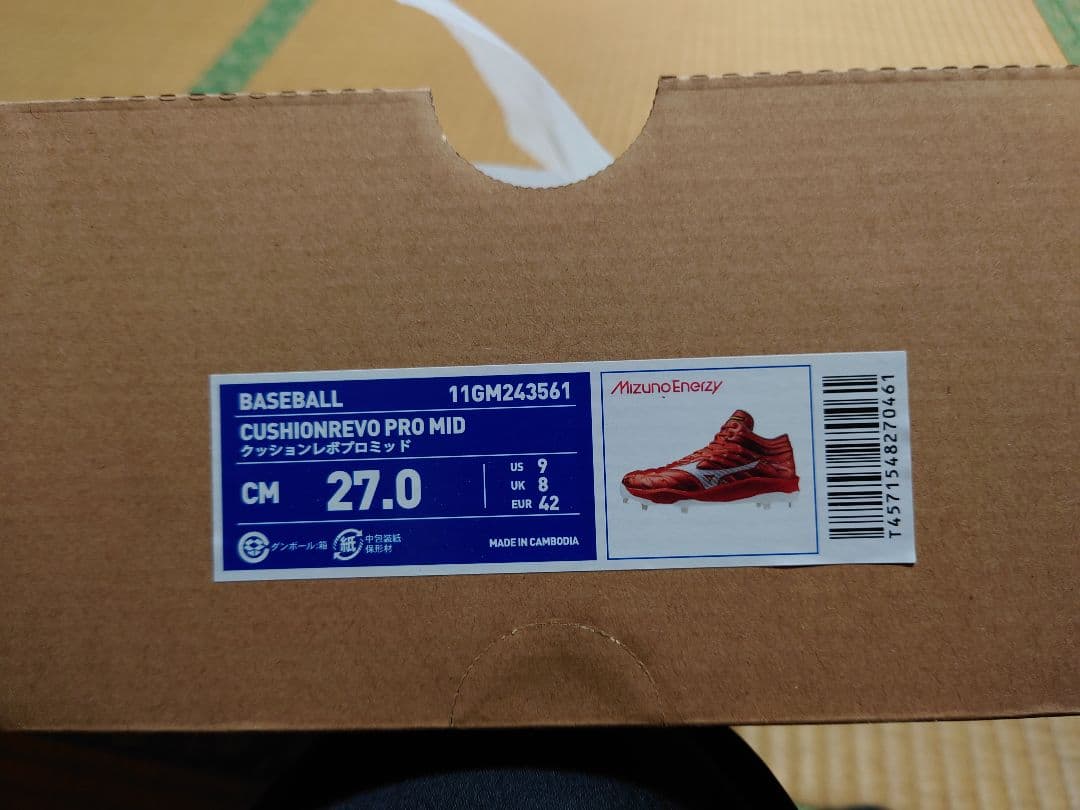 BASEBALL 11GM243561
CUSHIONREVO PRO MID
クッションレボプロミッド
CM 27.0
US 9
UK 8
EUR 42
ダンボール:箱
紙
中包装紙
保形材
MADE IN CAMBODIA
MizunoEnerzy
T4571548270461